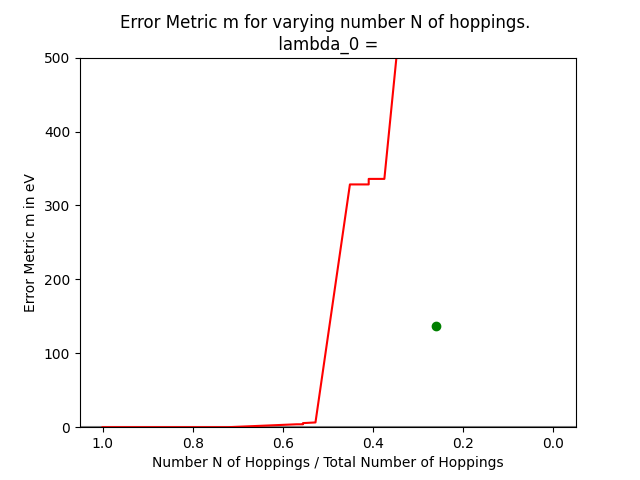 Error Metric m for varying number N of hoppings.
lambda_0 =
500
400
300
200
100
0
Error Metric m in eV
1.0 0.8 0.6 0.4 0.2 0.0
Number N of Hoppings / Total Number of Hoppings